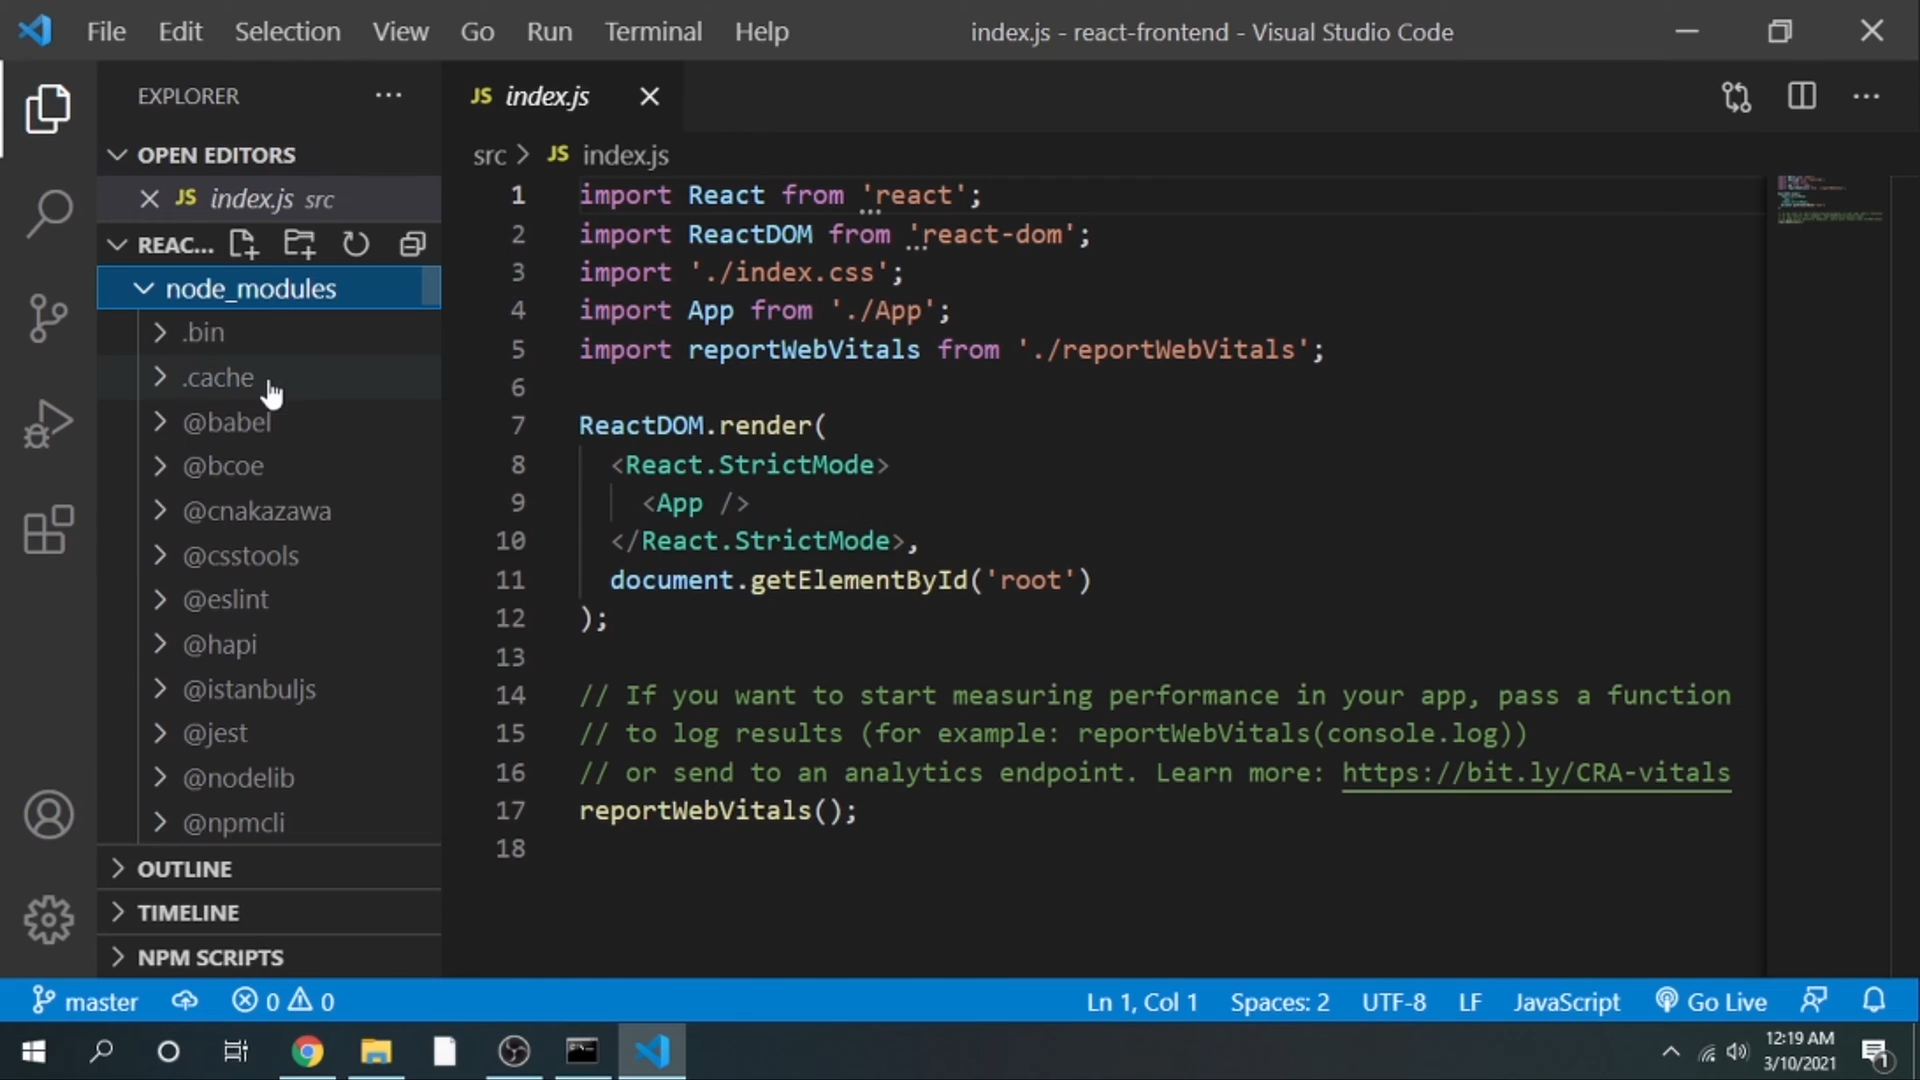 File Edit Selection View Go Run Terminal Help index.js - react-frontend - Visual Studio Code
EXPLORER
OPEN EDITORS
JS index.js src
REAC...
node_modules
.bin
.cache
@babel
@bcoe
@cnakazawa
@csstools
@eslint
@hapi
@istanbuljs
@jest
@nodelib
@npmcli
OUTLINE
TIMELINE
NPM SCRIPTS
JS index.js
src > JS index.js
1 import React from 'react';
2 import ReactDOM from 'react-dom';
3 import './index.css';
4 import App from './App';
5 import reportWebVitals from './reportWebVitals';
6
7 ReactDOM.render(
8 <React.StrictMode>
9 <App />
10 </React.StrictMode>,
11 document.getElementById('root')
12 );
13
14 // If you want to start measuring performance in your app, pass a function
15 // to log results (for example: reportWebVitals(console.log))
16 // or send to an analytics endpoint. Learn more: https://bit.ly/CRA-vitals
17 reportWebVitals();
18
master 0 0 Ln 1, Col 1 Spaces: 2 UTF-8 LF JavaScript Go Live
12:19 AM
3/10/2021
1